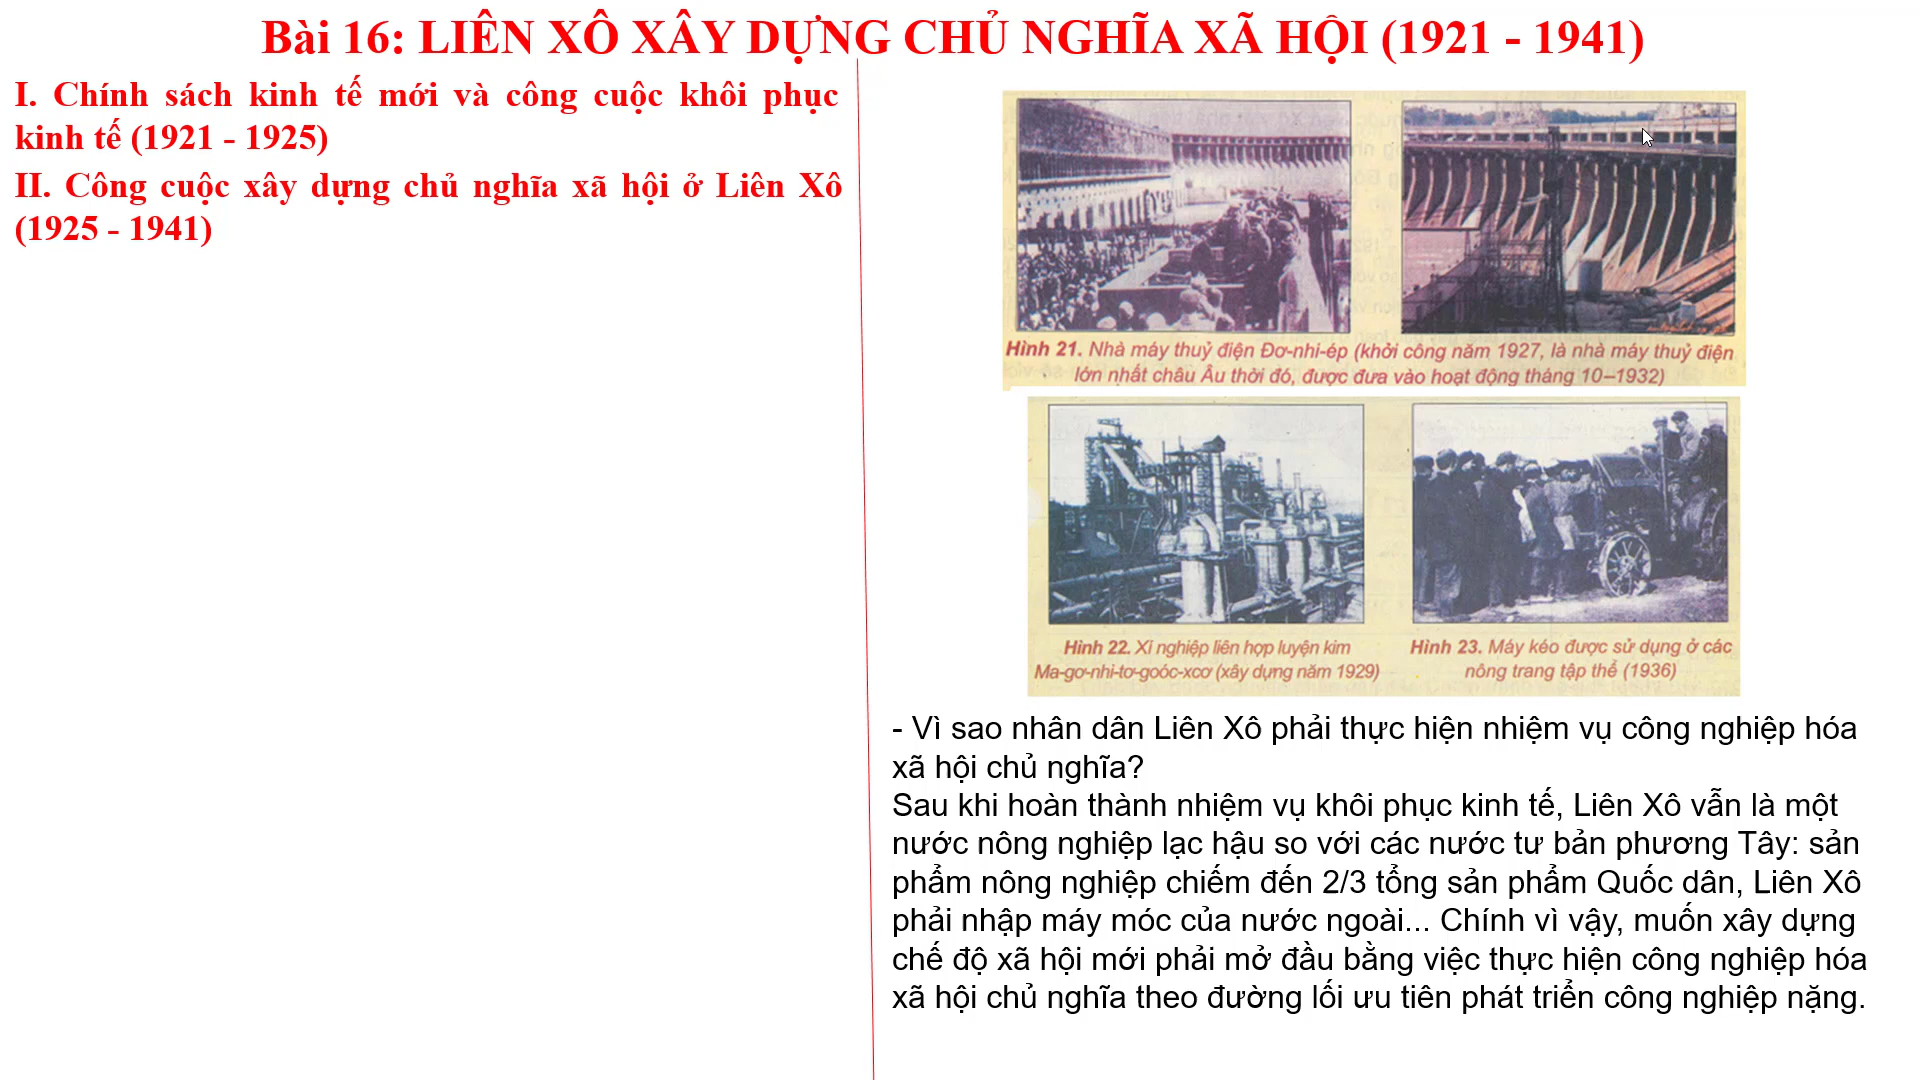 Bài 16: LIÊN XÔ XÂY DỰNG CHỦ NGHĨA XÃ HỘI (1921 - 1941)
I. Chính sách kinh tế mới và công cuộc khôi phục
kinh tế (1921 - 1925)
II. Công cuộc xây dựng chủ nghĩa xã hội ở Liên Xô
(1925 - 1941)
Hình 21. Nhà máy thuỷ điện Đơ-nhi-ép (khởi công năm 1927, là nhà máy thuỷ điện
lớn nhất châu Âu thời đó, được đưa vào hoạt động tháng 10–1932)
Hình 22. Xí nghiệp liên hợp luyện kim
Ma-gơ-nhi-tơ-goóc-xcơ (xây dựng năm 1929)
Hình 23. Máy kéo được sử dụng ở các
nông trang tập thể (1936)
- Vì sao nhân dân Liên Xô phải thực hiện nhiệm vụ công nghiệp hóa
xã hội chủ nghĩa?
Sau khi hoàn thành nhiệm vụ khôi phục kinh tế, Liên Xô vẫn là một
nước nông nghiệp lạc hậu so với các nước tư bản phương Tây: sản
phẩm nông nghiệp chiếm đến 2/3 tổng sản phẩm Quốc dân, Liên Xô
phải nhập máy móc của nước ngoài... Chính vì vậy, muốn xây dựng
chế độ xã hội mới phải mở đầu bằng việc thực hiện công nghiệp hóa
xã hội chủ nghĩa theo đường lối ưu tiên phát triển công nghiệp nặng.